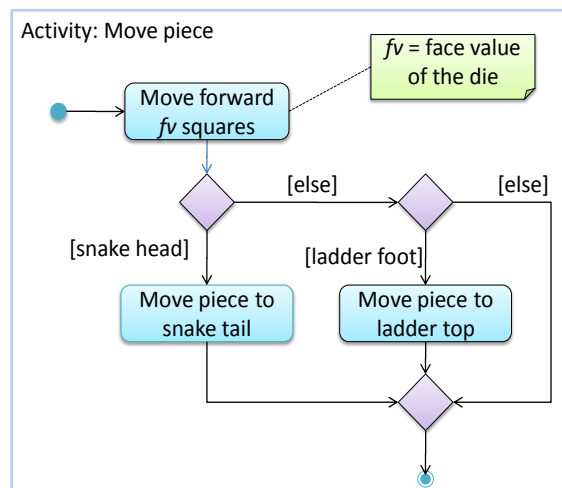 Activity: Move piece
fv = face value
of the die
Move forward
fv squares
[else]
[else]
[snake head]
[ladder foot]
Move piece to
snake tail
Move piece to
ladder top